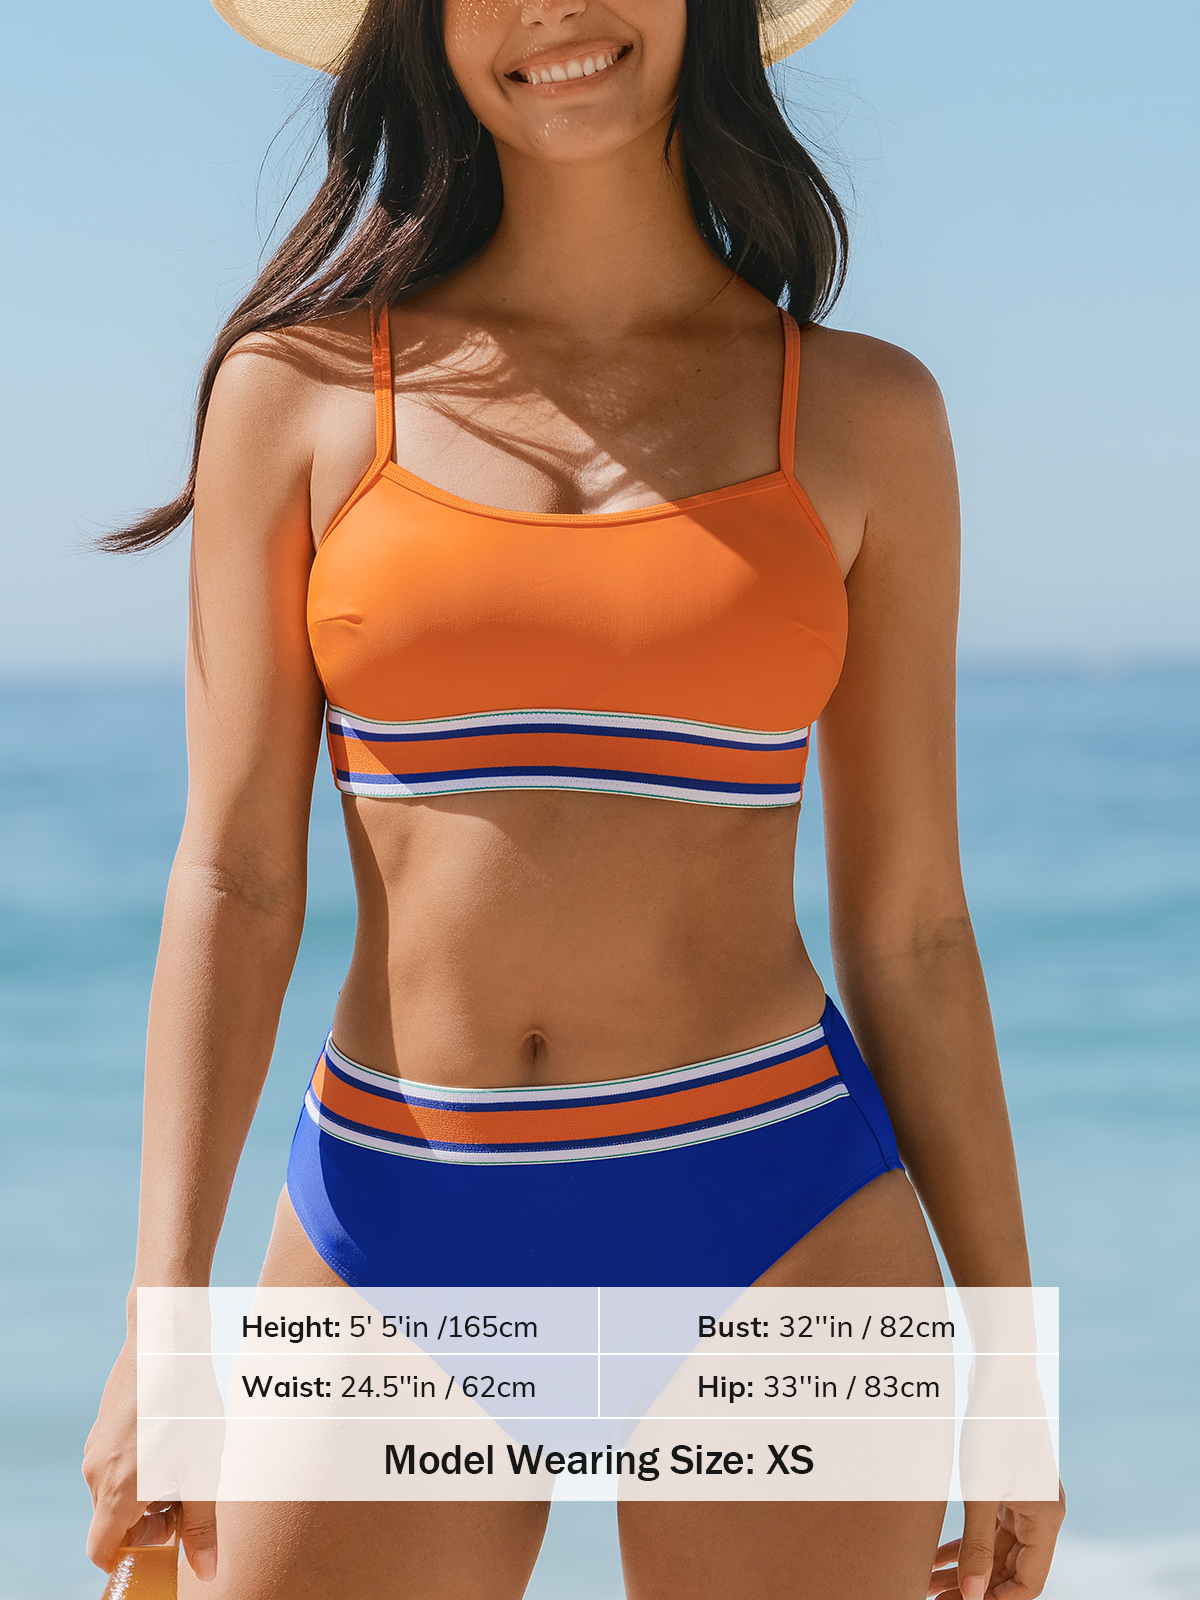 Height: 5' 5'in /165cm
Bust: 32''in / 82cm
Waist: 24.5''in / 62cm
Hip: 33''in / 83cm
Model Wearing Size: XS